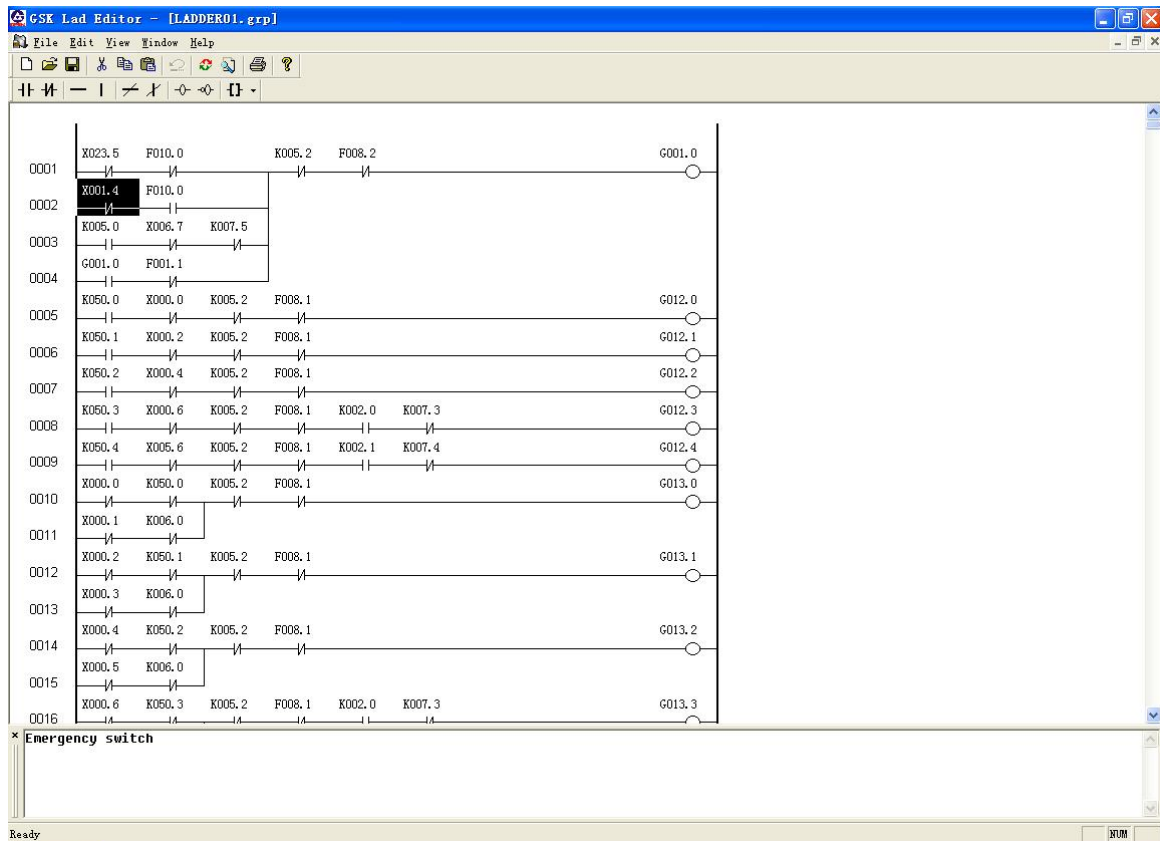 GSK Lad Editor - [LADDER01.grp]
File Edit View Window Help
X023.5 F010.0 K005.2 F008.2 G001.0
0001
X001.4 F010.0
0002
K005.0 X006.7 K007.5
0003
G001.0 F001.1
0004
K050.0 X000.0 K005.2 F008.1 G012.0
0005
K050.1 X000.2 K005.2 F008.1 G012.1
0006
K050.2 X000.4 K005.2 F008.1 G012.2
0007
K050.3 X000.6 K005.2 F008.1 K002.0 K007.3 G012.3
0008
K050.4 X005.6 K005.2 F008.1 K002.1 K007.4 G012.4
0009
X000.0 K050.0 K005.2 F008.1 G013.0
0010
X000.1 K006.0
0011
X000.2 K050.1 K005.2 F008.1 G013.1
0012
X000.3 K006.0
0013
X000.4 K050.2 K005.2 F008.1 G013.2
0014
X000.5 K006.0
0015
X000.6 K050.3 K005.2 F008.1 K002.0 K007.3 G013.3
0016
Emergency switch
Ready NUM